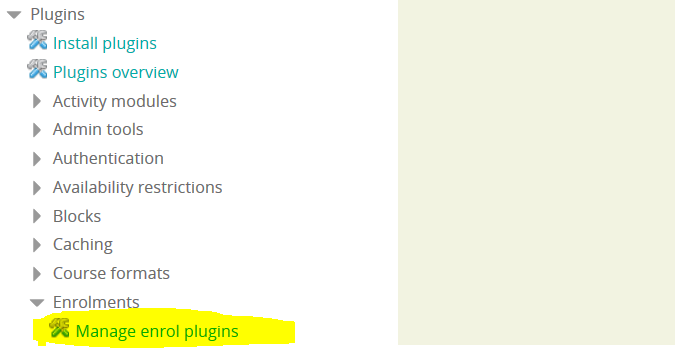 Plugins
Install plugins
Plugins overview
Activity modules
Admin tools
Authentication
Availability restrictions
Blocks
Caching
Course formats
Enrolments
Manage enrol plugins